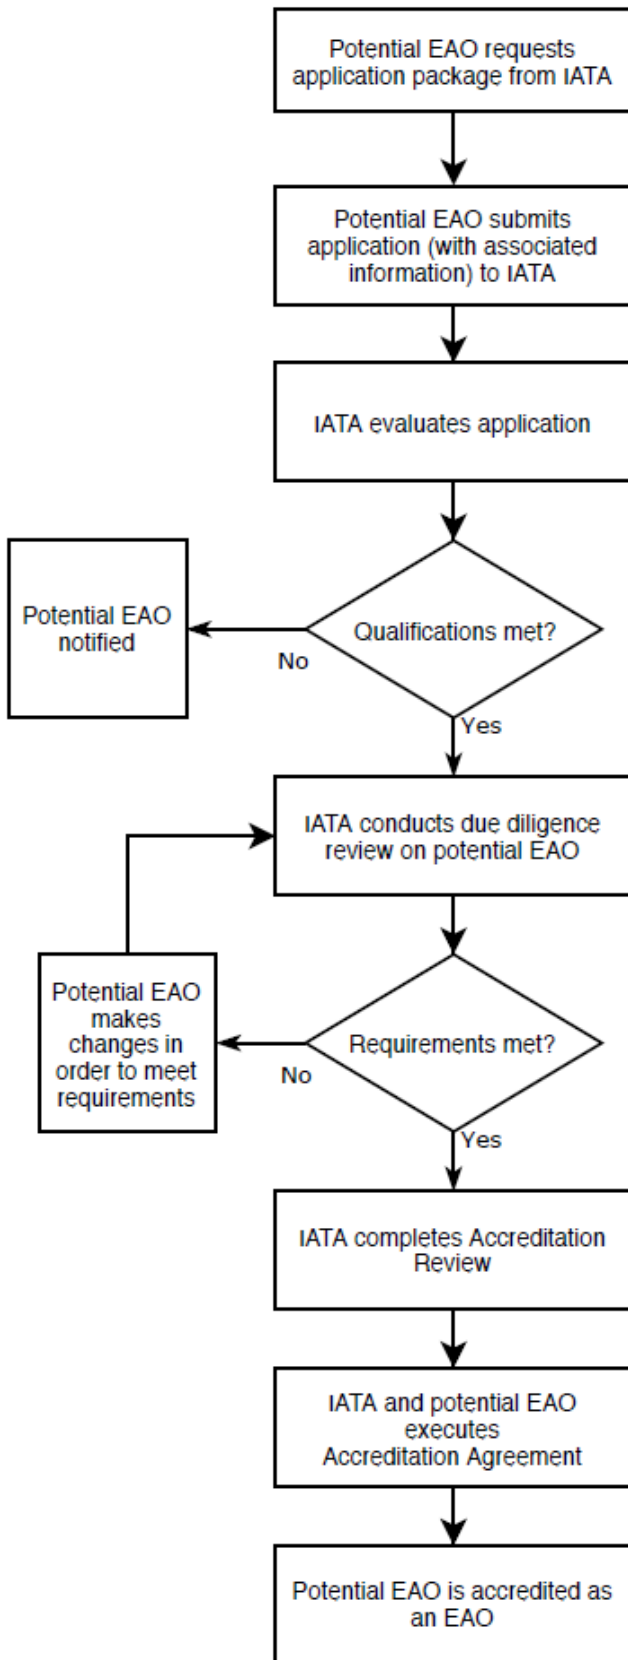 Potential EAO requests
application package from IATA
Potential EAO submits
application (with associated
information) to IATA
IATA evaluates application
Qualifications met?
No
Potential EAO
notified
Yes
IATA conducts due diligence
review on potential EAO
Requirements met?
No
Potential EAO
makes
changes in
order to meet
requirements
Yes
IATA completes Accreditation
Review
IATA and potential EAO
executes
Accreditation Agreement
Potential EAO is accredited as
an EAO